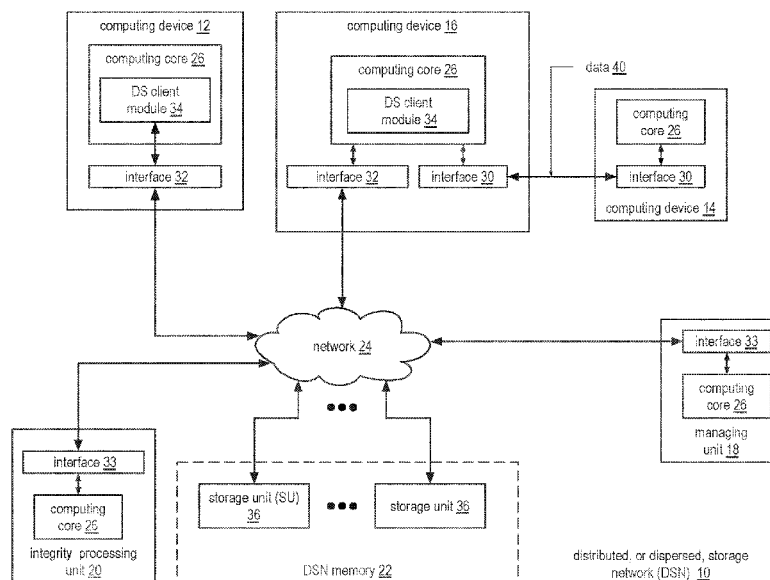 computing device 12
computing core 26
DS client
module 34
interface 32
computing device 16
computing core 26
DS client
module 34
interface 32
interface 30
data 40
computing
core 26
interface 30
computing device 14
network 24
interface 33
computing
core 26
managing
unit 18
interface 33
computing
core 26
integrity processing
unit 20
storage unit (SU)
36
storage unit 36
DSN memory 22
distributed, or dispersed, storage
network (DSN) 10